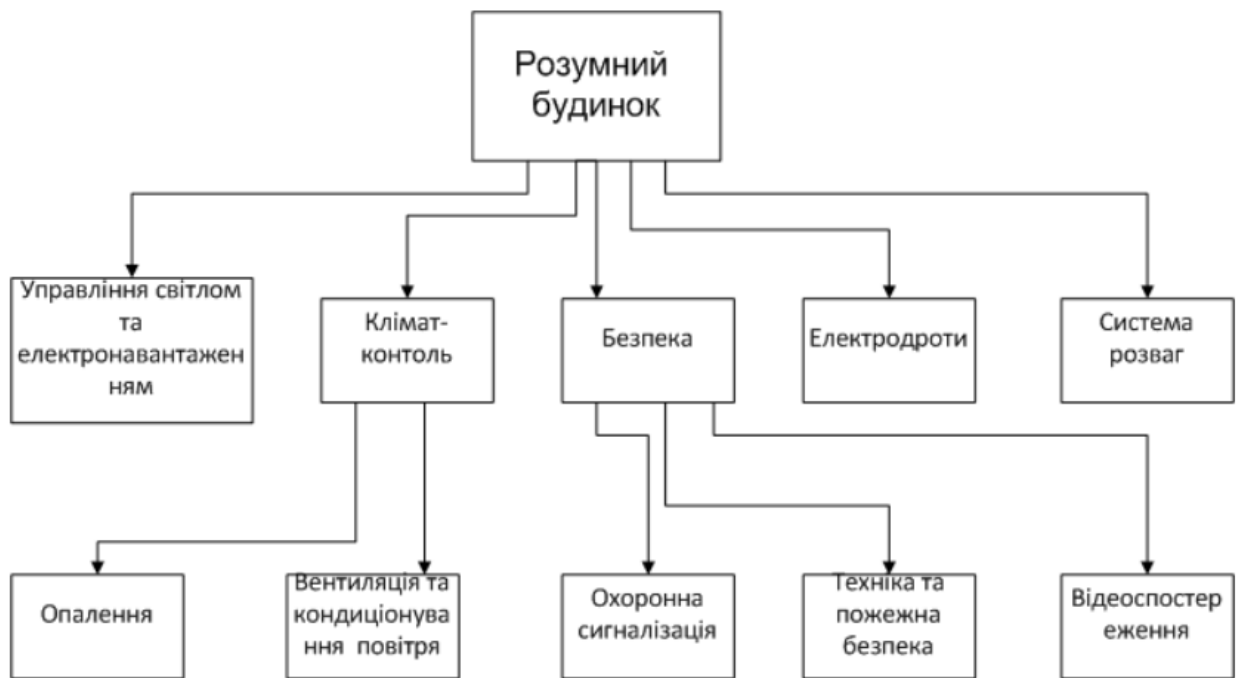 Розумний
будинок
Управління світлом
та
електронавантажен
ням
Клімат-
контоль
Безпека
Електродроти
Система
розваг
Опалення
Вентиляція та
кондиціонува
ння повітря
Охоронна
сигналізація
Техніка та
пожежна
безпека
Відеоспостер
еження